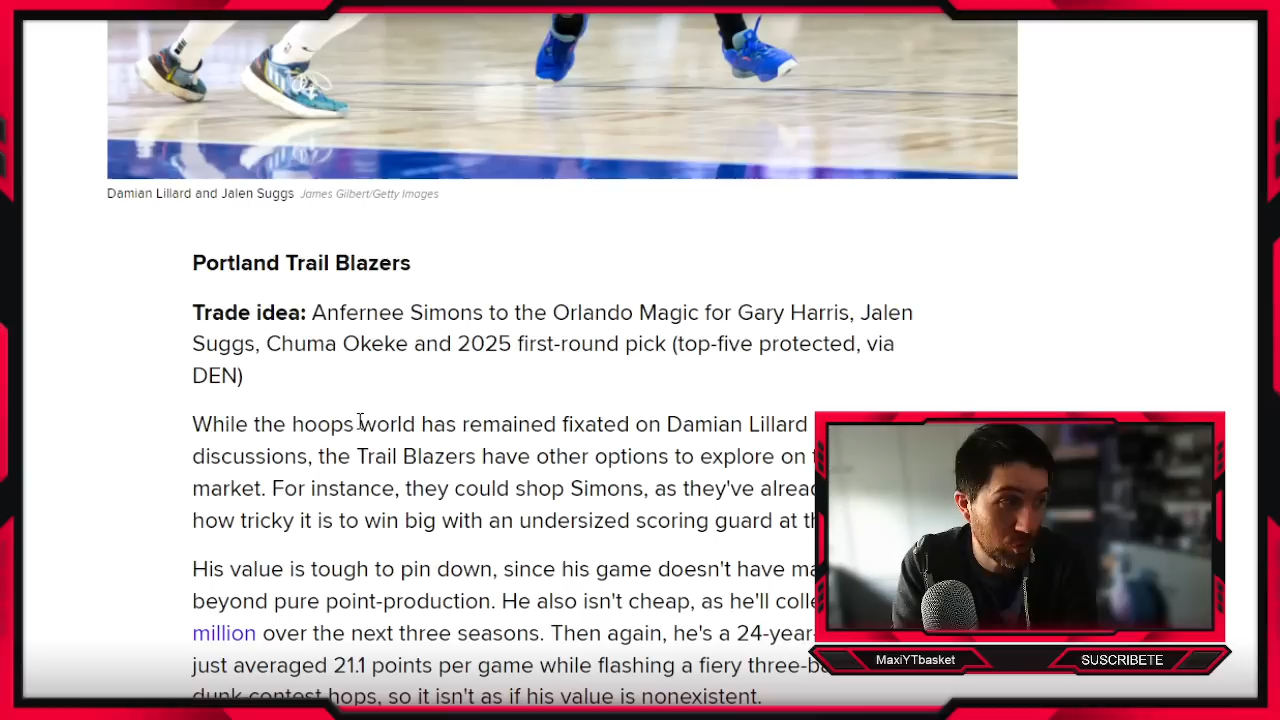 Damian Lillard and Jalen Suggs James Gilbert/Getty Images
Portland Trail Blazers
Trade idea: Anfernee Simons to the Orlando Magic for Gary Harris, Jalen
Suggs, Chuma Okeke and 2025 first-round pick (top-five protected, via
DEN)
While the hoops world has remained fixated on Damian Lillard
discussions, the Trail Blazers have other options to explore on
market. For instance, they could shop Simons, as they've
how tricky it is to win big with an undersized scoring guard at
His value is tough to pin down, since his game doesn't have
beyond pure point-production. He also isn't cheap, as he'll
million over the next three seasons. Then again, he's a
just averaged 21.1 points per game while flashing a fiery
dunk-contest hops, so it isn't as if his value is nonexistent.
MaxiYTbasket
SUSCRIBETE